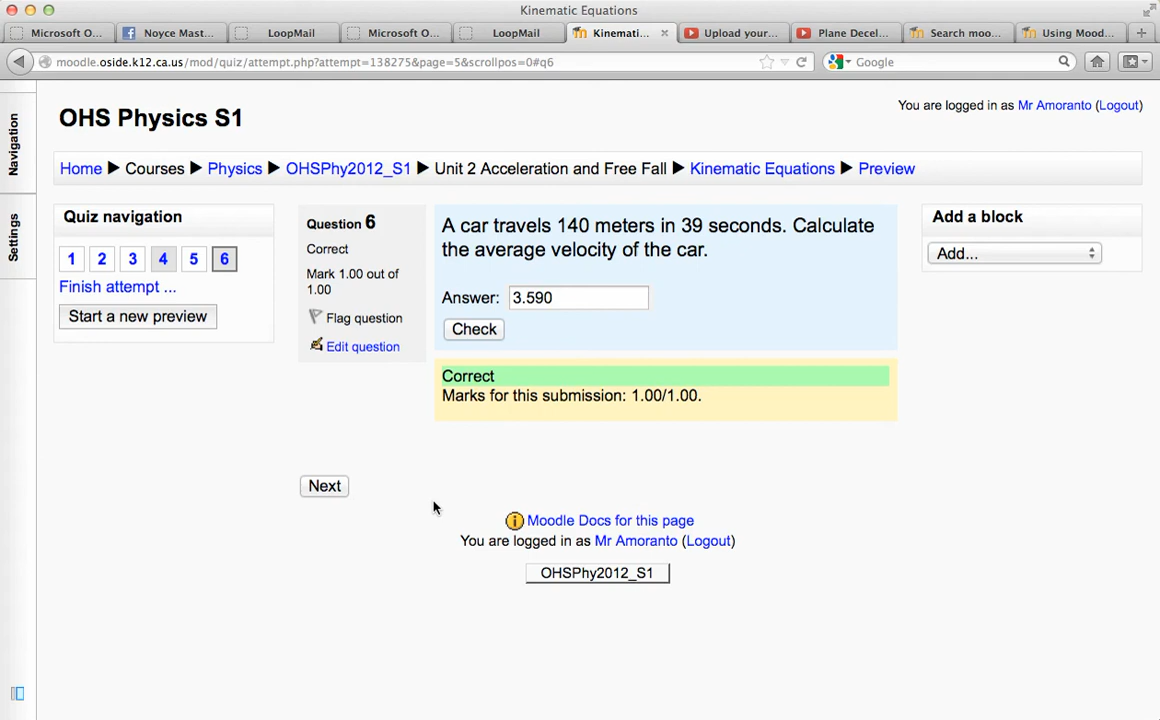 Kinematic Equations
Microsoft O...
Noyce Mast...
LoopMail
Microsoft O...
LoopMail
Kinemati...
Upload your...
Plane Decel...
Search moo...
Using Mood...
moodle.oside.k12.ca.us/mod/quiz/attempt.php?attempt=138275&page=5&scrollpos=0#q6
Google
Navigation
Settings
OHS Physics S1
You are logged in as Mr Amoranto (Logout)
Home ► Courses ► Physics ► OHSPhy2012_S1 ► Unit 2 Acceleration and Free Fall ► Kinematic Equations ► Preview
Quiz navigation
1 2 3 4 5 6
Finish attempt ...
Start a new preview
Question 6
Correct
Mark 1.00 out of
1.00
Flag question
Edit question
A car travels 140 meters in 39 seconds. Calculate
the average velocity of the car.
Answer: 3.590
Check
Correct
Marks for this submission: 1.00/1.00.
Add a block
Add...
Next
Moodle Docs for this page
You are logged in as Mr Amoranto (Logout)
OHSPhy2012_S1